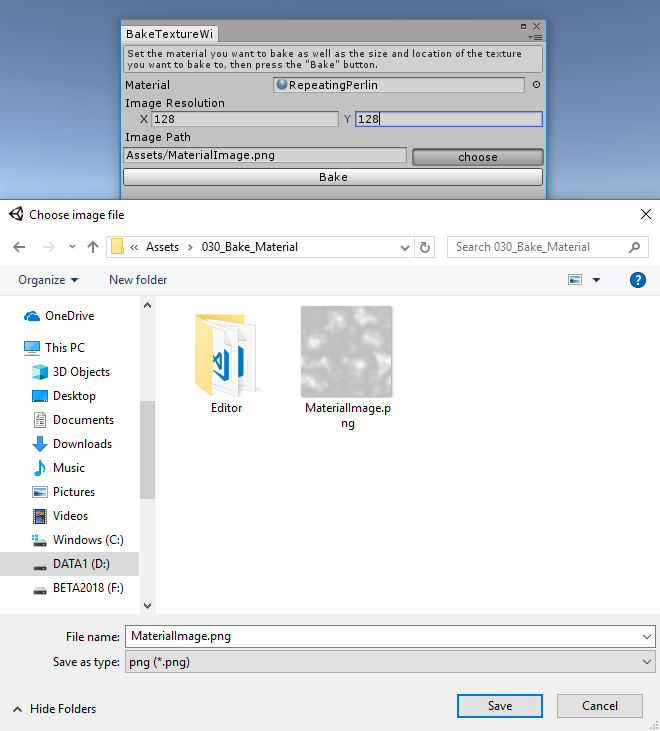 BakeTextureWi
Set the material you want to bake as well as the size and location of the texture
you want to bake to, then press the "Bake" button.
Material
RepeatingPerlin
Image Resolution
X 128 Y 128
Image Path
Assets/MaterialImage.png choose
Bake
Choose image file
« Assets 030_Bake_Material Search 030_Bake_Material
Organize New folder
OneDrive
This PC
3D Objects
Desktop
Documents
Downloads
Music
Pictures
Videos
Windows (C:)
DATA1 (D:)
BETA2018 (F:)
Editor
MaterialImage.p
ng
File name: MaterialImage.png
Save as type: png (*.png)
Hide Folders Save Cancel